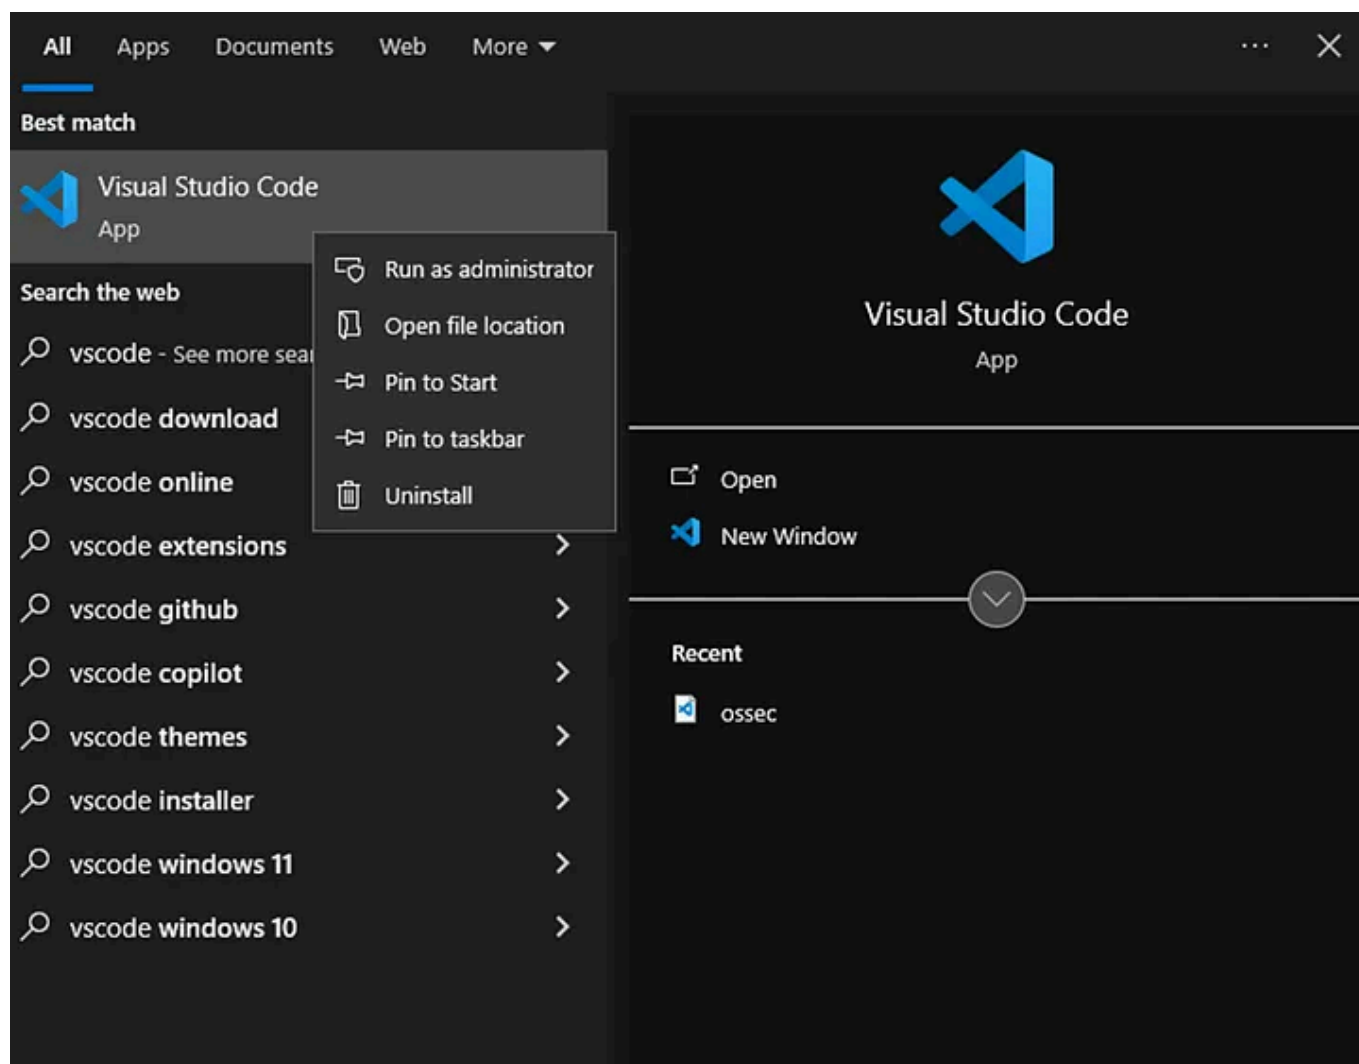 All Apps Documents Web More
Best match
Visual Studio Code
App
Run as administrator
Open file location
Pin to Start
Pin to taskbar
Uninstall
Search the web
vscode - See more sear
vscode download
vscode online
vscode extensions
vscode github
vscode copilot
vscode themes
vscode installer
vscode windows 11
vscode windows 10
Visual Studio Code
App
Open
New Window
Recent
ossec